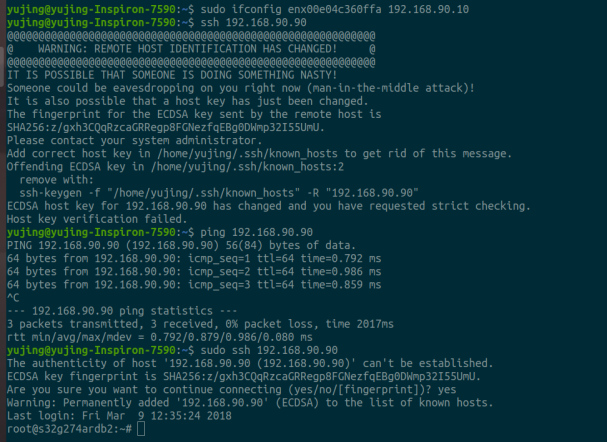 yujing@yujing-Inspiron-7590:~$ sudo ifconfig enx00e04c360ffa 192.168.90.10
yujing@yujing-Inspiron-7590:~$ ssh 192.168.90.90
@@@@@@@@@@@@@@@@@@@@@@@@@@@@@@@@@@@@@@@@@@@@@@@@@@@@@@@@@@@
@    WARNING: REMOTE HOST IDENTIFICATION HAS CHANGED!     @
@@@@@@@@@@@@@@@@@@@@@@@@@@@@@@@@@@@@@@@@@@@@@@@@@@@@@@@@@@@
IT IS POSSIBLE THAT SOMEONE IS DOING SOMETHING NASTY!
Someone could be eavesdropping on you right now (man-in-the-middle attack)!
It is also possible that a host key has just been changed.
The fingerprint for the ECDSA key sent by the remote host is
SHA256:z/gxh3CQqRzcaGRRegp8FGNezfqEBg0DWmp32I55UmU.
Please contact your system administrator.
Add correct host key in /home/yujing/.ssh/known_hosts to get rid of this message.
Offending ECDSA key in /home/yujing/.ssh/known_hosts:2
  remove with:
  ssh-keygen -f "/home/yujing/.ssh/known_hosts" -R "192.168.90.90"
ECDSA host key for 192.168.90.90 has changed and you have requested strict checking.
Host key verification failed.
yujing@yujing-Inspiron-7590:~$ ping 192.168.90.90
PING 192.168.90.90 (192.168.90.90) 56(84) bytes of data.
64 bytes from 192.168.90.90: icmp_seq=1 ttl=64 time=0.792 ms
64 bytes from 192.168.90.90: icmp_seq=2 ttl=64 time=0.986 ms
64 bytes from 192.168.90.90: icmp_seq=3 ttl=64 time=0.859 ms
^C
--- 192.168.90.90 ping statistics ---
3 packets transmitted, 3 received, 0% packet loss, time 2017ms
rtt min/avg/max/mdev = 0.792/0.879/0.986/0.080 ms
yujing@yujing-Inspiron-7590:~$ sudo ssh 192.168.90.90
The authenticity of host '192.168.90.90 (192.168.90.90)' can't be established.
ECDSA key fingerprint is SHA256:z/gxh3CQqRzcaGRRegp8FGNezfqEBg0DWmp32I55UmU.
Are you sure you want to continue connecting (yes/no/[fingerprint])? yes
Warning: Permanently added '192.168.90.90' (ECDSA) to the list of known hosts.
Last login: Fri Mar  9 12:35:24 2018
root@s32g274ardb2:~#